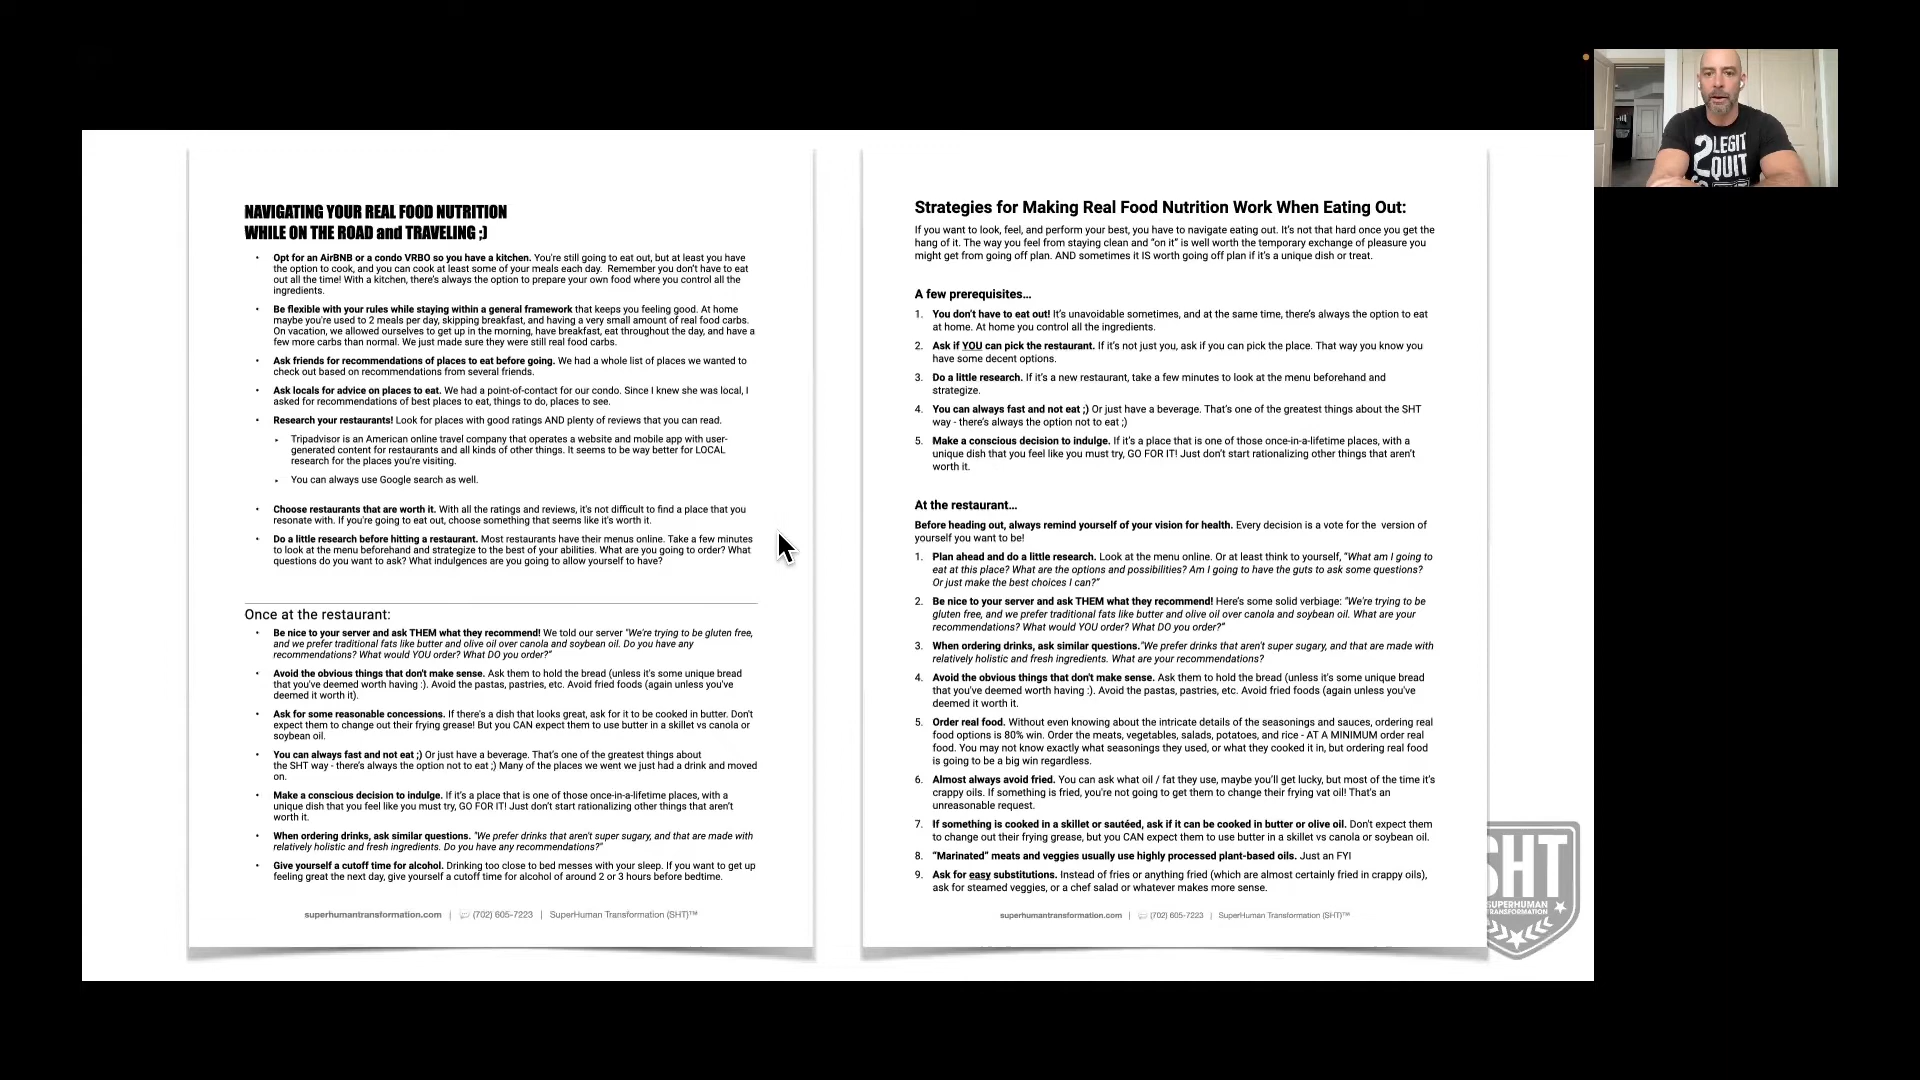 NAVIGATING YOUR REAL FOOD NUTRITION
WHILE ON THE ROAD and TRAVELING ;)
• Opt for an AirBNB or a condo VRBO so you have a kitchen. You're still going to eat out, but at least you have
the option to cook, and you can cook at least some of your meals each day. Remember you don't have to eat
out all the time! With a kitchen, there's always the option to prepare your own food where you control all the
ingredients.
• Be flexible with your rules while staying within a general framework that keeps you feeling good. At home
maybe you're used to 2 meals per day, skipping breakfast, and having a very small amount of real food carbs.
On vacation, we allowed ourselves to get up in the morning, have breakfast, eat throughout the day, and have a
few more carbs than normal. We just made sure they were still real food carbs.
• Ask friends for recommendations of places to eat before going. We had a whole list of places we wanted to
check out based on recommendations from several friends.
• Ask locals for advice on places to eat. We had a point-of-contact for our condo. Since I knew she was local, I
asked for recommendations of best places to eat, things to do, places to see.
• Research your restaurants! Look for places with good ratings AND plenty of reviews that you can read.
‣ Tripadvisor is an American online travel company that operates a website and mobile app with user-
generated content for restaurants and all kinds of other things. It seems to be way better for LOCAL
research for the places you're visiting.
‣ You can always use Google search as well.
• Choose restaurants that are worth it. With all the ratings and reviews, it's not difficult to find a place that you
resonate with. If you're going to eat out, choose something that seems like it's worth it.
• Do a little research before hitting a restaurant. Most restaurants have their menus online. Take a few minutes
to look at the menu beforehand and strategize to the best of your abilities. What are you going to order? What
questions do you want to ask? What indulgences are you going to allow yourself to have?
Once at the restaurant:
• Be nice to your server and ask THEM what they recommend! We told our server "We're trying to be gluten free,
and we prefer traditional fats like butter and olive oil over canola and soybean oil. Do you have any
recommendations? What would YOU order? What DO you order?"
• Avoid the obvious things that don't make sense. Ask them to hold the bread (unless it's some unique bread
that you've deemed worth having :). Avoid the pastas, pastries, etc. Avoid fried foods (again unless you've
deemed it worth it).
• Ask for some reasonable concessions. If there's a dish that looks great, ask for it to be cooked in butter. Don't
expect them to change out their frying grease! But you CAN expect them to use butter in a skillet vs canola or
soybean oil.
• You can always fast and not eat ;) Or just have a beverage. That's one of the greatest things about
the SHT way - there's always the option not to eat ;) Many of the places we went we just had a drink and moved
on.
• Make a conscious decision to indulge. If it's a place that is one of those once-in-a-lifetime places, with a
unique dish that you feel like you must try, GO FOR IT! Just don't start rationalizing other things that aren't
worth it.
• When ordering drinks, ask similar questions. "We prefer drinks that aren't super sugary, and that are made with
relatively holistic and fresh ingredients. Do you have any recommendations?"
• Give yourself a cutoff time for alcohol. Drinking too close to bed messes with your sleep. If you want to get up
feeling great the next day, give yourself a cutoff time for alcohol of around 2 or 3 hours before bedtime.
superhumantransformation.com | (702) 605-7223 | SuperHuman Transformation (SHT)™
Strategies for Making Real Food Nutrition Work When Eating Out:
If you want to look, feel, and perform your best, you have to navigate eating out. It's not that hard once you get the
hang of it. The way you feel from staying clean and "on it" is well worth the temporary exchange of pleasure you
might get from going off plan. AND sometimes it IS worth going off plan if it's a unique dish or treat.
A few prerequisites...
1. You don't have to eat out! It's unavoidable sometimes, and at the same time, there's always the option to eat
at home. At home you control all the ingredients.
2. Ask if YOU can pick the restaurant. If it's not just you, ask if you can pick the place. That way you know you
have some decent options.
3. Do a little research. If it's a new restaurant, take a few minutes to look at the menu beforehand and
strategize.
4. You can always fast and not eat ;) Or just have a beverage. That's one of the greatest things about the SHT
way - there's always the option not to eat ;)
5. Make a conscious decision to indulge. If it's a place that is one of those once-in-a-lifetime places, with a
unique dish that you feel like you must try, GO FOR IT! Just don't start rationalizing other things that aren't
worth it.
At the restaurant...
Before heading out, always remind yourself of your vision for health. Every decision is a vote for the version of
yourself you want to be!
1. Plan ahead and do a little research. Look at the menu online. Or at least think to yourself, "What am I going to
eat at this place? What are the options and possibilities? Am I going to have the guts to ask some questions?
Or just make the best choices I can?"
2. Be nice to your server and ask THEM what they recommend! Here's some solid verbiage: "We're trying to be
gluten free, and we prefer traditional fats like butter and olive oil over canola and soybean oil. What are your
recommendations? What would YOU order? What DO you order?"
3. When ordering drinks, ask similar questions."We prefer drinks that aren't super sugary, and that are made with
relatively holistic and fresh ingredients. What are your recommendations?
4. Avoid the obvious things that don't make sense. Ask them to hold the bread (unless it's some unique bread
that you've deemed worth having :). Avoid the pastas, pastries, etc. Avoid fried foods (again unless you've
deemed it worth it.
5. Order real food. Without even knowing about the intricate details of the seasonings and sauces, ordering real
food options is 80% win. Order the meats, vegetables, salads, potatoes, and rice - AT A MINIMUM order real
food. You may not know exactly what seasonings they used, or what they cooked it in, but ordering real food
is going to be a big win regardless.
6. Almost always avoid fried. You can ask what oil / fat they use, maybe you'll get lucky, but most of the time it's
crappy oils. If something is fried, you're not going to get them to change their frying vat oil! That's an
unreasonable request.
7. If something is cooked in a skillet or sautéed, ask if it can be cooked in butter or olive oil. Don't expect them
to change out their frying grease, but you CAN expect them to use butter in a skillet vs canola or soybean oil.
8. "Marinated" meats and veggies usually use highly processed plant-based oils. Just an FYI
9. Ask for easy substitutions. Instead of fries or anything fried (which are almost certainly fried in crappy oils),
ask for steamed veggies, or a chef salad or whatever makes more sense.
superhumantransformation.com | (702) 605-7223 | SuperHuman Transformation (SHT)™
SHT
SUPERHUMAN
TRANSFORMATION
2 LEGIT
QUIT